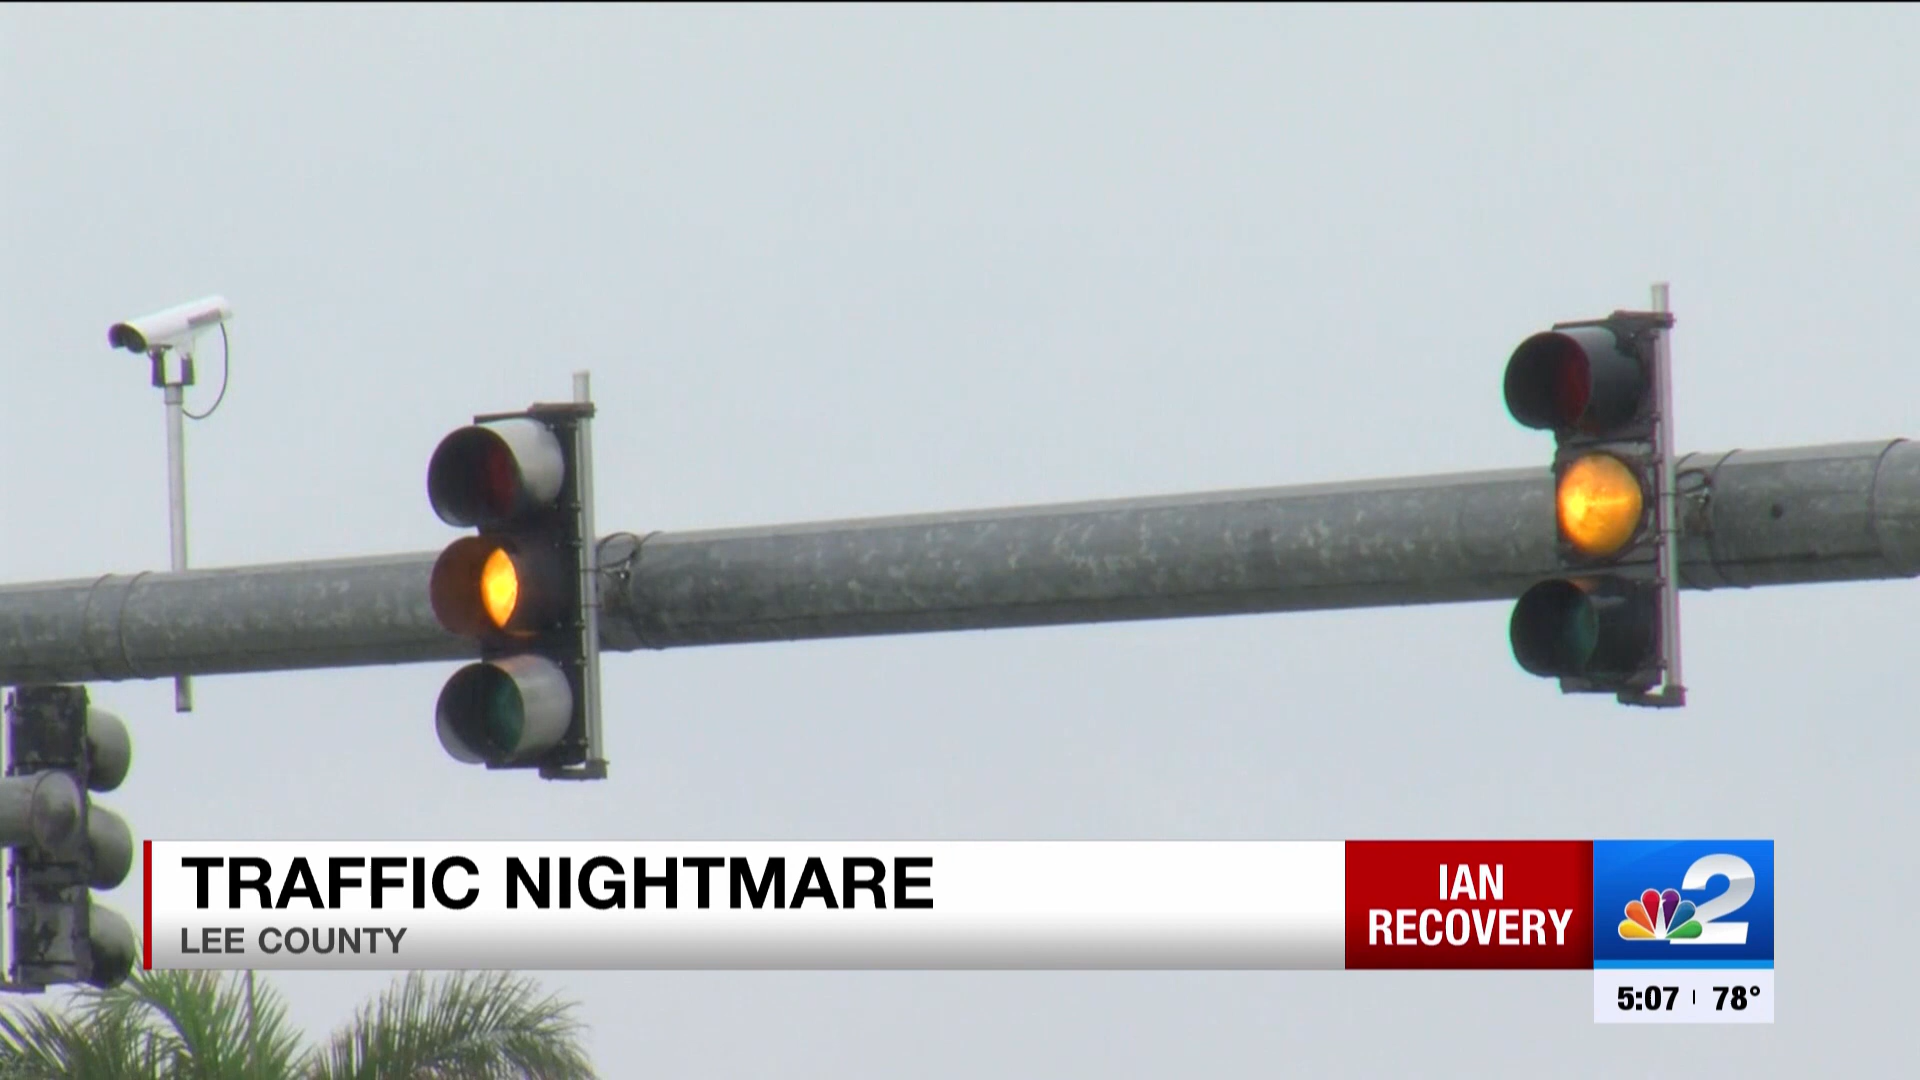 TRAFFIC NIGHTMARE
LEE COUNTY
IAN
RECOVERY
2
5:07 78°